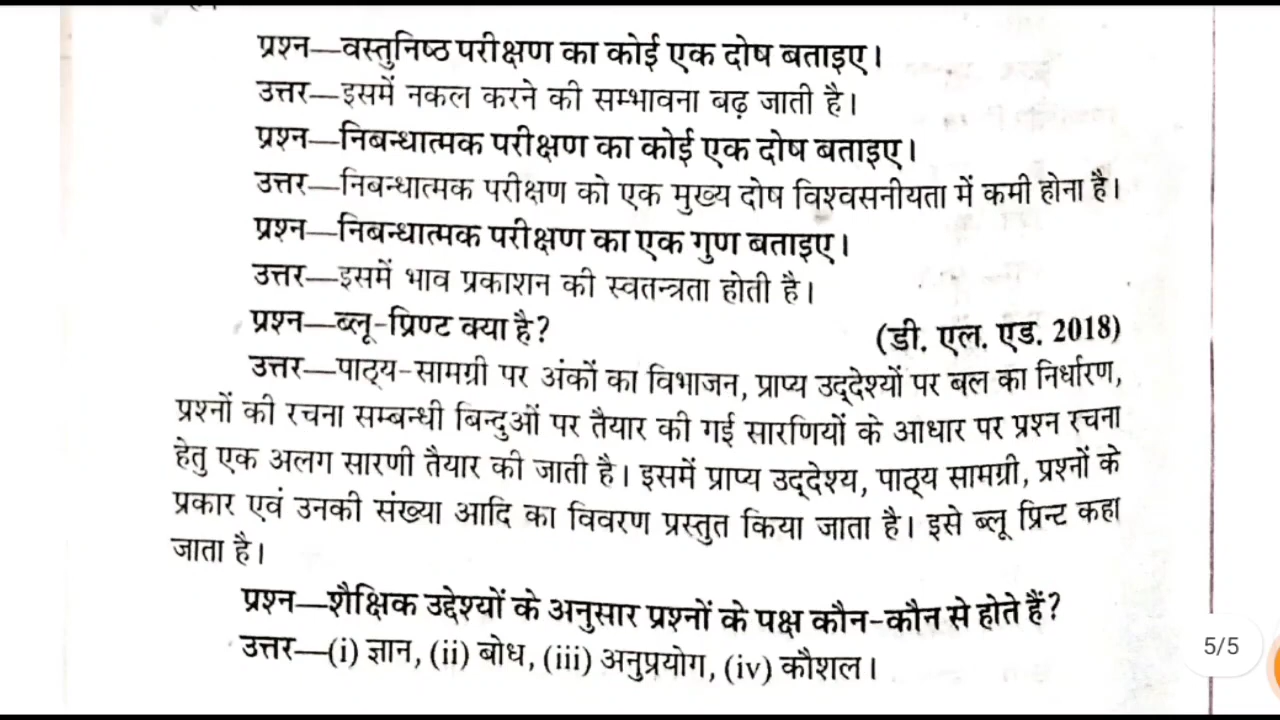 प्रश्न—वस्तुनिष्ठ परीक्षण का कोई एक दोष बताइए।
उत्तर—इसमें नकल करने की सम्भावना बढ़ जाती है।
प्रश्न—निबन्धात्मक परीक्षण का कोई एक दोष बताइए।
उत्तर—निबन्धात्मक परीक्षण को एक मुख्य दोष विश्वसनीयता में कमी होना है।
प्रश्न—निबन्धात्मक परीक्षण का एक गुण बताइए।
उत्तर—इसमें भाव प्रकाशन की स्वतन्त्रता होती है।
प्रश्न—ब्लू-प्रिण्ट क्या है? (डी. एल. एड. 2018)
उत्तर—पाठ्य-सामग्री पर अंकों का विभाजन, प्राप्य उद्देश्यों पर बल का निर्धारण,
प्रश्नों की रचना सम्बन्धी बिन्दुओं पर तैयार की गई सारणियों के आधार पर प्रश्न रचना
हेतु एक अलग सारणी तैयार की जाती है। इसमें प्राप्य उद्देश्य, पाठ्य सामग्री, प्रश्नों के
प्रकार एवं उनकी संख्या आदि का विवरण प्रस्तुत किया जाता है। इसे ब्लू प्रिन्ट कहा
जाता है।
प्रश्न—शैक्षिक उद्देश्यों के अनुसार प्रश्नों के पक्ष कौन-कौन से होते हैं?
उत्तर—(i) ज्ञान, (ii) बोध, (iii) अनुप्रयोग, (iv) कौशल।
5/5